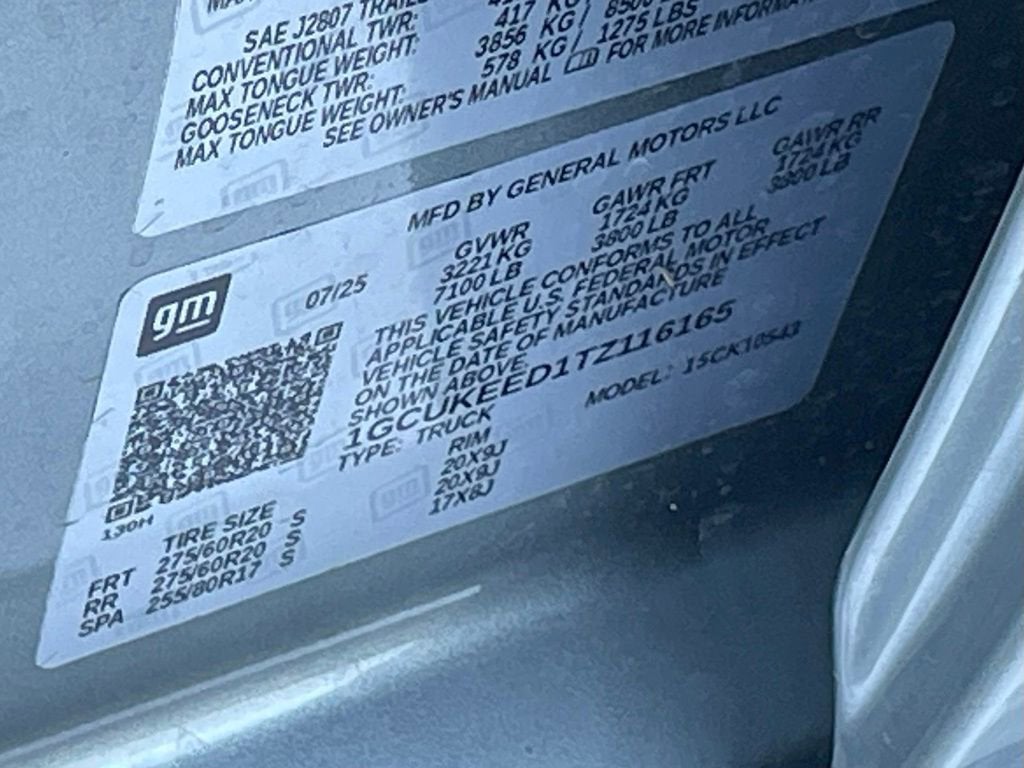 SAE J2807 TRAIL
CONVENTIONAL TWR:
MAX TONGUE WEIGHT: 417 KG/
GOOSENECK TWR: 3856 KG/ 8500
MAX TONGUE WEIGHT: 578 KG/ 1275 LBS
SEE OWNER'S MANUAL FOR MORE
MFD BY GENERAL MOTORS LLC
gm
07/25
GVWR GAWR FRT GAWR RR
3221 KG 1724 KG 1724 KG
7100 LB 3800 LB 3800 LB
THIS VEHICLE CONFORMS TO ALL
APPLICABLE U.S. FEDERAL MOTOR
VEHICLE SAFETY STANDARDS IN EFFECT
ON THE DATE OF MANUFACTURE
SHOWN ABOVE.
1GCUKEED1TZ116165
TYPE: TRUCK MODEL: 15CK10543
130H
TIRE SIZE RIM
FRT 275/60R20 S 20X9J
RR 275/60R20 S 20X9J
SPA 255/80R17 S 17X8J